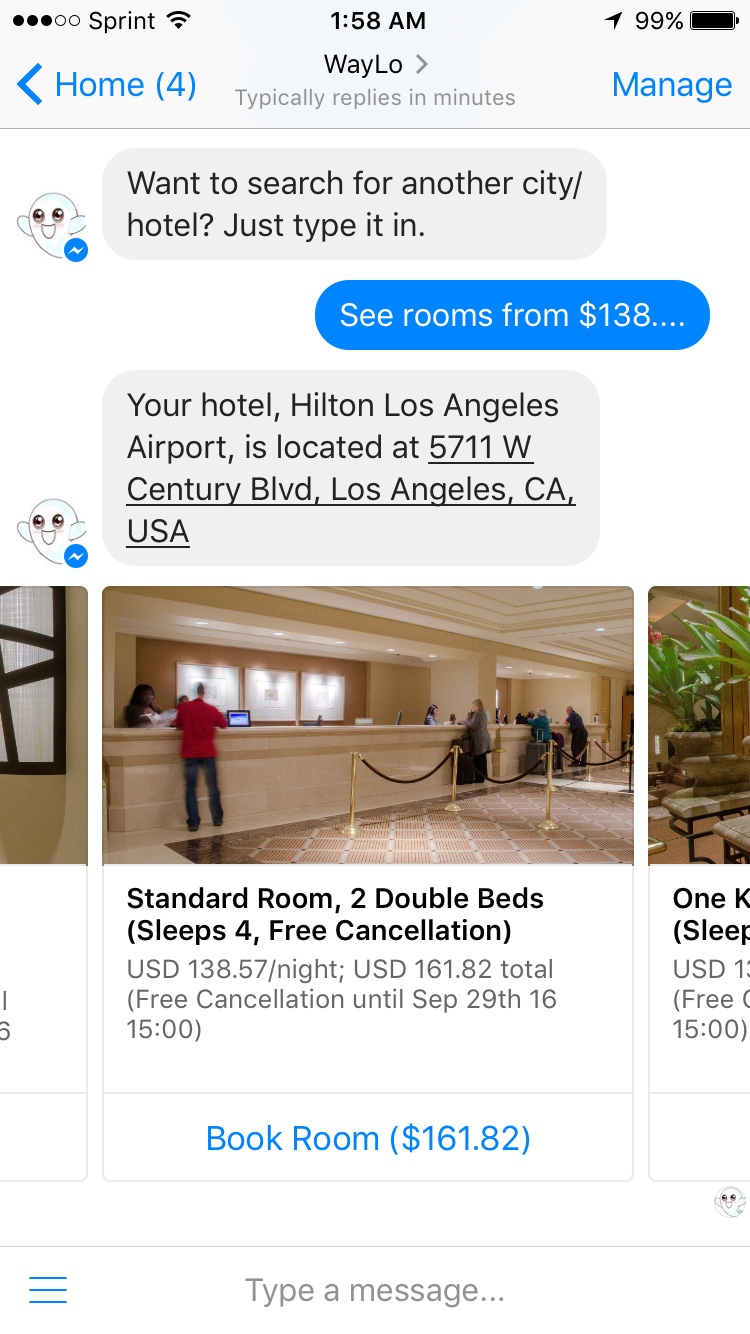 Sprint 1:58 AM 99%
Home (4) WayLo Manage
Typically replies in minutes
Want to search for another city/
hotel? Just type it in.
See rooms from $138....
Your hotel, Hilton Los Angeles
Airport, is located at 5711 W
Century Blvd, Los Angeles, CA,
USA
Standard Room, 2 Double Beds
(Sleeps 4, Free Cancellation)
USD 138.57/night; USD 161.82 total
(Free Cancellation until Sep 29th 16
15:00)
Book Room ($161.82)
One K
(Sleep
USD 13
(Free C
15:00)
Type a message...